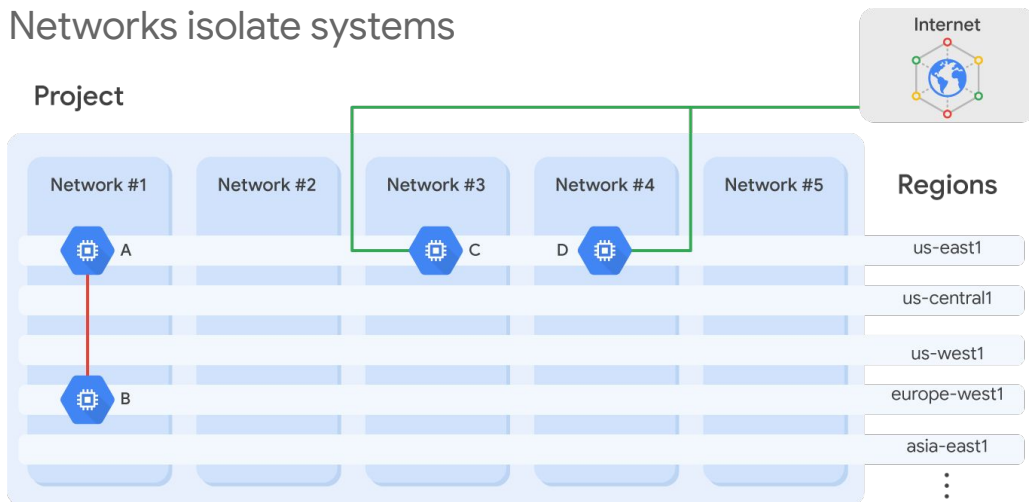 Networks isolate systems
Internet
Project
Network #1
Network #2
Network #3
Network #4
Network #5
Regions
A
C
D
us-east1
us-central1
us-west1
B
europe-west1
asia-east1